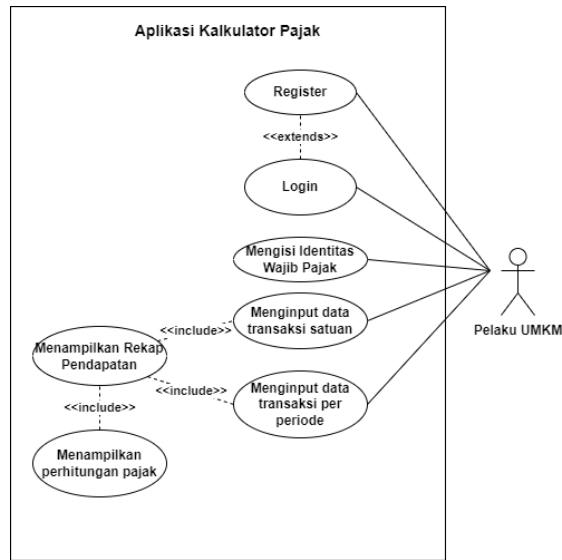 Aplikasi Kalkulator Pajak
Register
<<extends>>
Login
Mengisi Identitas
Wajib Pajak
Menginput data
transaksi satuan
<<include>>
Menampilkan Rekap
Pendapatan
Pelaku UMKM
<<include>>
Menginput data
transaksi per
periode
<<include>>
Menampilkan
perhitungan pajak